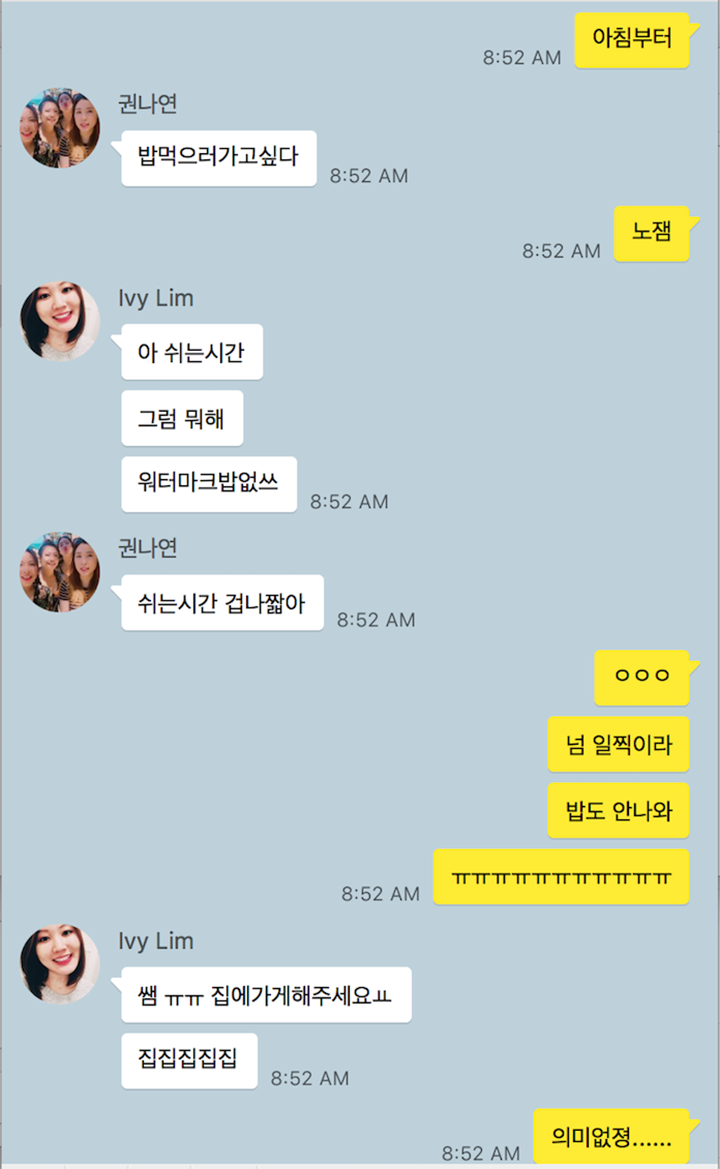 아침부터
8:52 AM
권나연
밥먹으러가고싶다
8:52 AM
노잼
8:52 AM
Ivy Lim
아 쉬는시간
그럼 뭐해
워터마크밥없쓰
8:52 AM
권나연
쉬는시간 겁나짧아
8:52 AM
ㅇㅇㅇ
넘 일찍이라
밥도 안나와
ㅠㅠㅠㅠㅠㅠㅠㅠㅠㅠㅠ
8:52 AM
Ivy Lim
쌤 ㅠㅠ 집에가게해주세요ㅛ
집집집집집
8:52 AM
의미없졍......
8:52 AM